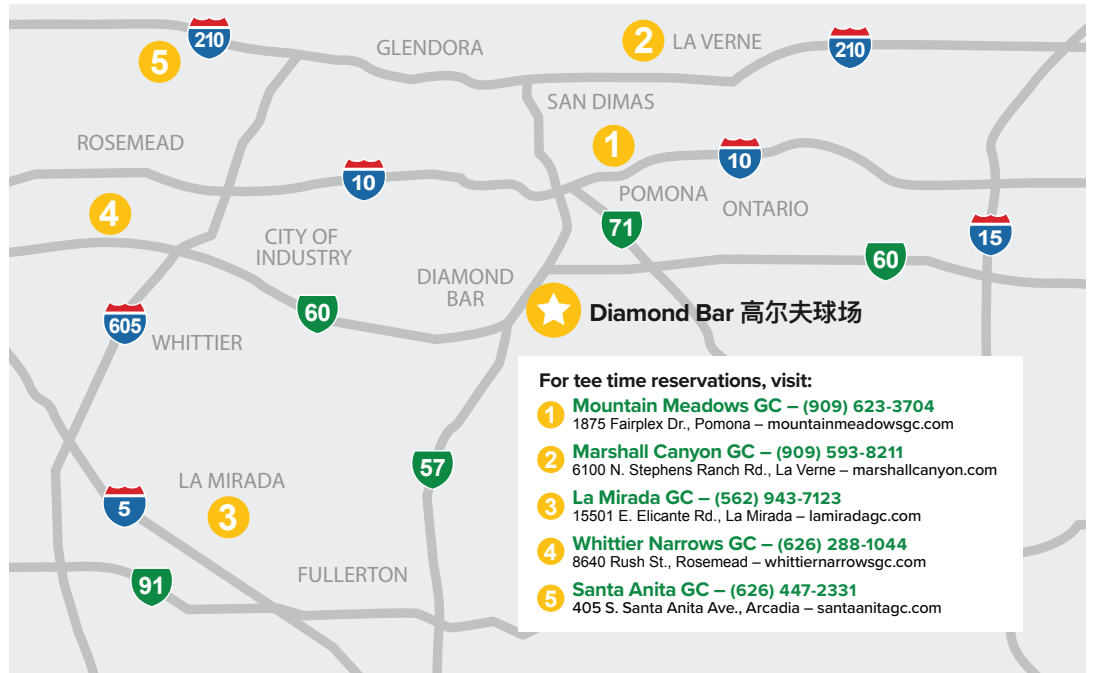 210
5
GLENDORA
2 LA VERNE
210
SAN DIMAS
ROSEMEAD
1
10
10
POMONA
ONTARIO
4
71
15
CITY OF
INDUSTRY
60
DIAMOND
BAR
60
605
WHITTIER
Diamond Bar 高尔夫球场
For tee time reservations, visit:
1 Mountain Meadows GC – (909) 623-3704
1875 Fairplex Dr., Pomona – mountainmeadowsgc.com
2 Marshall Canyon GC – (909) 593-8211
6100 N. Stephens Ranch Rd., La Verne – marshallcanyon.com
3 La Mirada GC – (562) 943-7123
15501 E. Elicante Rd., La Mirada – lamiradagc.com
4 Whittier Narrows GC – (626) 288-1044
8640 Rush St., Rosemead – whittiernarrowsgc.com
5 Santa Anita GC – (626) 447-2331
405 S. Santa Anita Ave., Arcadia – santaanitagc.com
57
LA MIRADA
5
3
91
FULLERTON